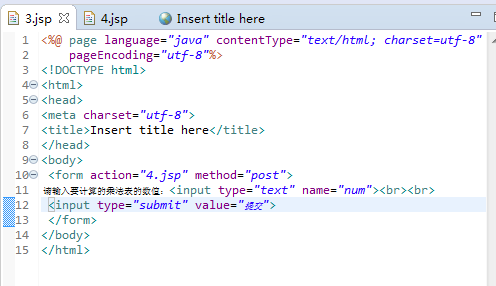 3.jsp 4.jsp Insert title here
1 <%@ page language="java" contentType="text/html; charset=utf-8"
2 pageEncoding="utf-8"%>
3 <!DOCTYPE html>
4 <html>
5 <head>
6 <meta charset="utf-8">
7 <title>Insert title here</title>
8 </head>
9 <body>
10 <form action="4.jsp" method="post">
11 请输入要计算的乘法表的数值：<input type="text" name="num"><br><br>
12 <input type="submit" value="提交">
13 </form>
14 </body>
15 </html>